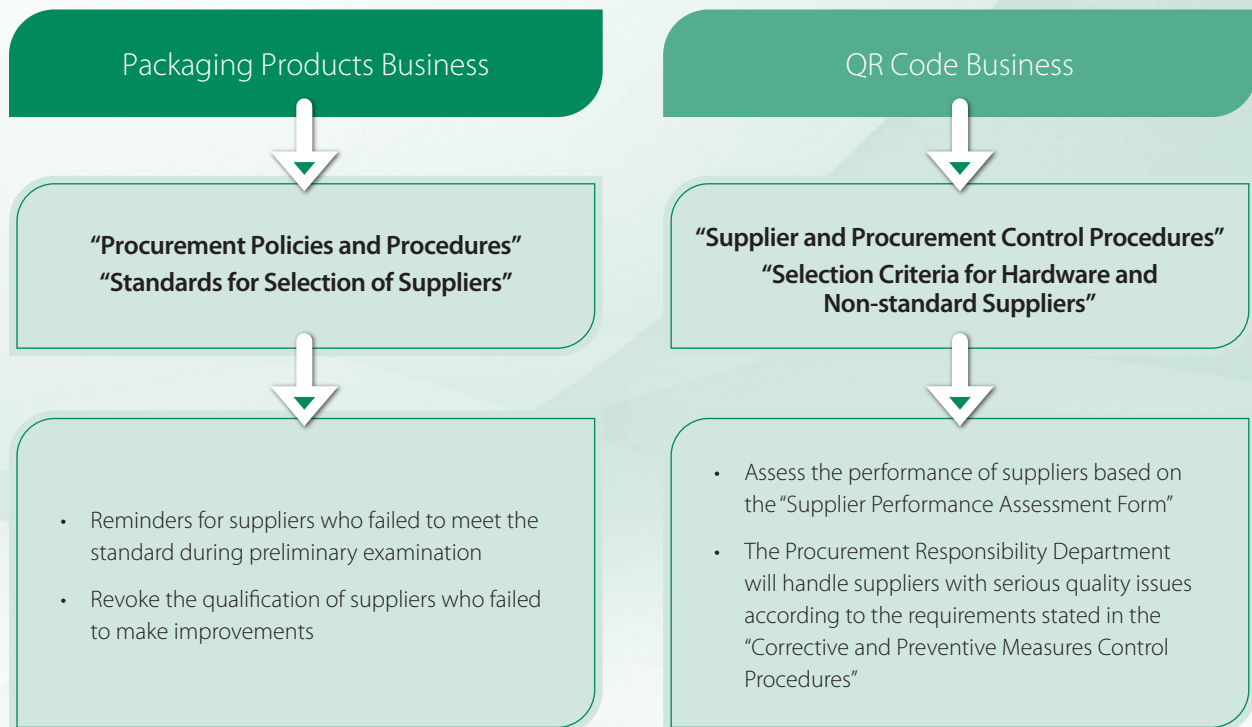 Packaging Products Business
“Procurement Policies and Procedures”
“Standards for Selection of Suppliers”
• Reminders for suppliers who failed to meet the
standard during preliminary examination
• Revoke the qualification of suppliers who failed
to make improvements
QR Code Business
“Supplier and Procurement Control Procedures”
“Selection Criteria for Hardware and
Non-standard Suppliers”
• Assess the performance of suppliers based on
the “Supplier Performance Assessment Form”
• The Procurement Responsibility Department
will handle suppliers with serious quality issues
according to the requirements stated in the
“Corrective and Preventive Measures Control
Procedures”